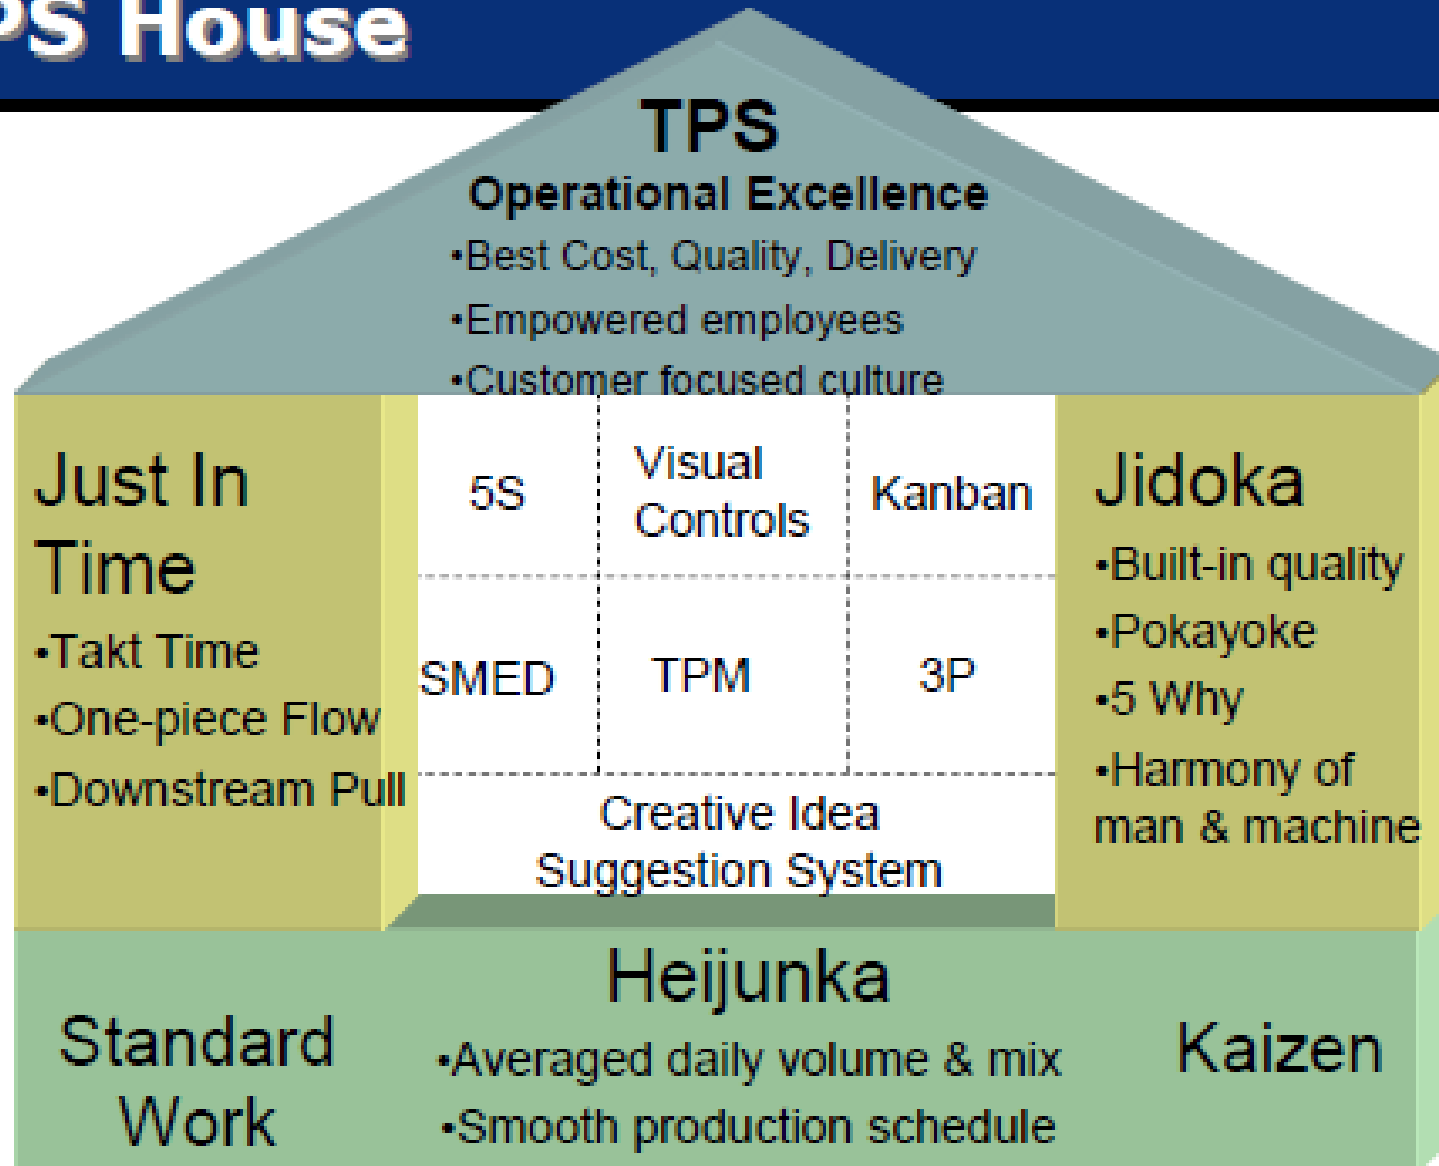 PS House
TPS
Operational Excellence
•Best Cost, Quality, Delivery
•Empowered employees
•Customer focused culture
Just In
Time
•Takt Time
•One-piece Flow
•Downstream Pull
5S
Visual
Controls
Kanban
SMED
TPM
3P
Creative Idea
Suggestion System
Jidoka
•Built-in quality
•Pokayoke
•5 Why
•Harmony of
man & machine
Standard
Work
Heijunka
•Averaged daily volume & mix
•Smooth production schedule
Kaizen